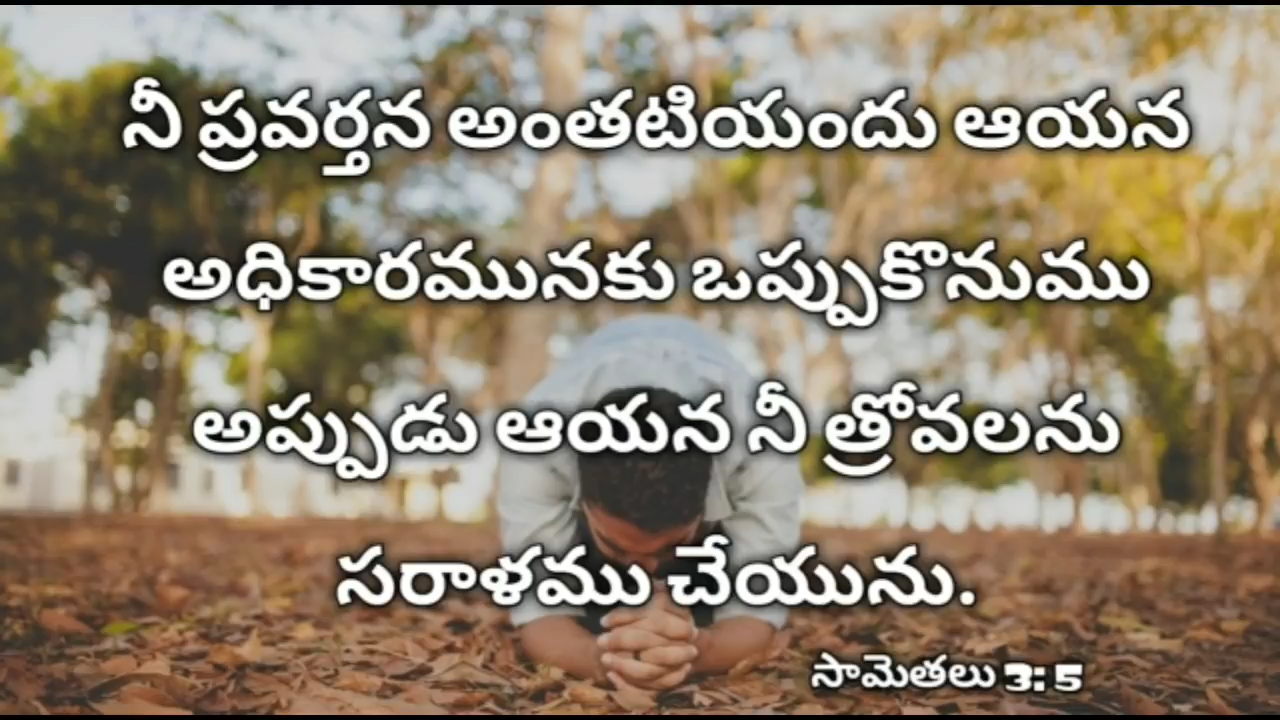 నీ ప్రవర్తన అంతటియందు ఆయన
అధికారమునకు ఒప్పుకొనుము
అప్పుడు ఆయన నీ త్రోవలను
సరాళము చేయును.
సామెతలు 3: 5